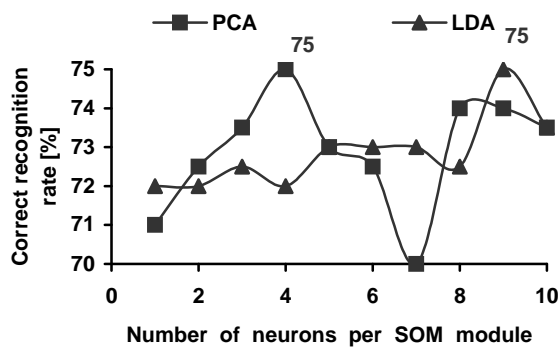 PCA LDA
75 75
Correct recognition
rate [%]
75
74
73
72
71
70
0 2 4 6 8 10
Number of neurons per SOM module